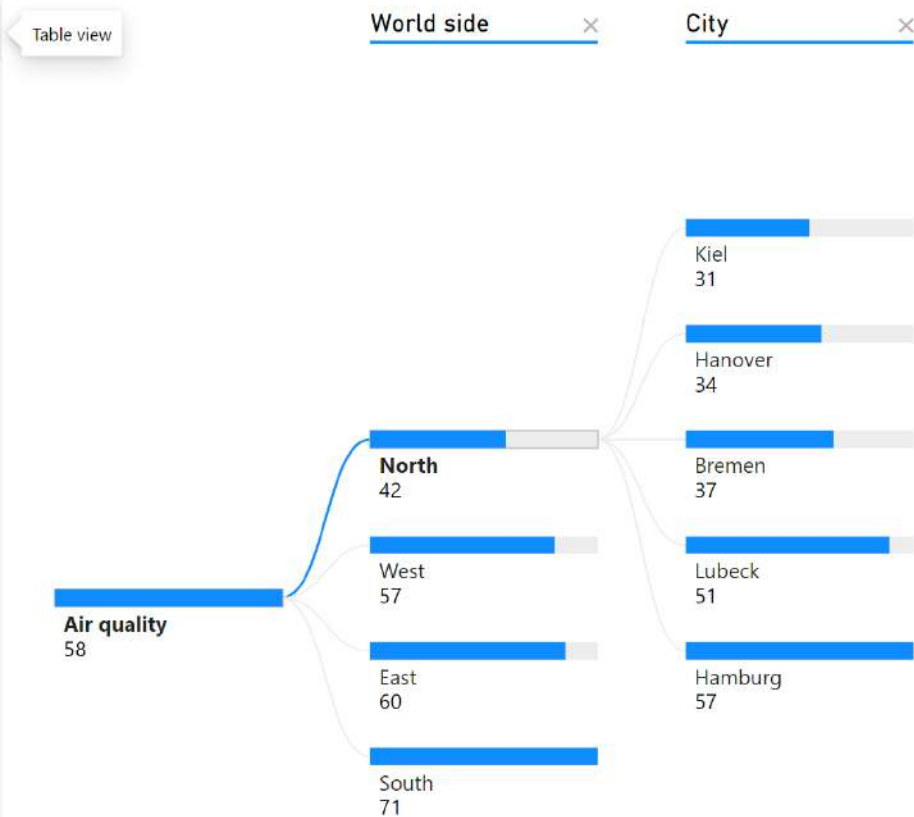 Table view
World side
City
Kiel
31
Hanover
34
Bremen
37
Lubeck
51
Hamburg
57
North
42
West
57
East
60
South
71
Air quality
58